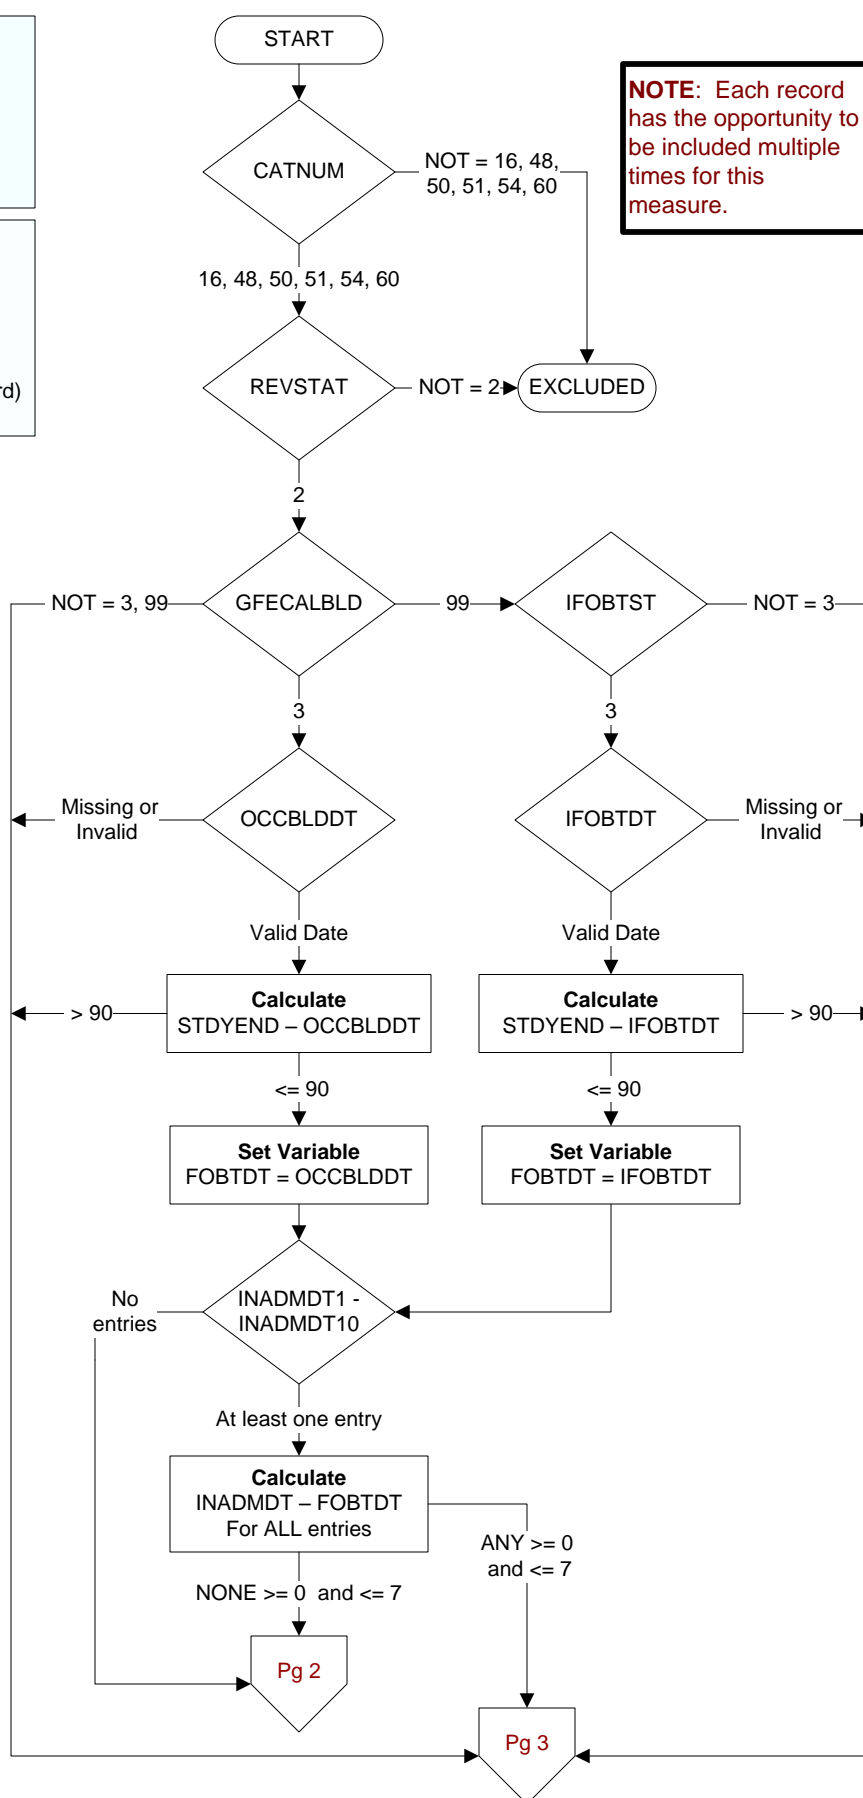 START
NOTE: Each record
has the opportunity to
be included multiple
times for this
measure.
CATNUM
NOT = 16, 48,
50, 51, 54, 60
16, 48, 50, 51, 54, 60
REVSTAT
NOT = 2
EXCLUDED
rd)
2
NOT = 3, 99
GFECALBLD
99
IFOBTST
NOT = 3
3
3
Missing or
Invalid
OCCBLDDT
IFOBTDT
Missing or
Invalid
Valid Date
Valid Date
> 90
Calculate
STDYEND – OCCBLDDT
Calculate
STDYEND – IFOBTDT
> 90
<= 90
<= 90
Set Variable
FOBTDT = OCCBLDDT
Set Variable
FOBTDT = IFOBTDT
No
entries
INADMDT1 -
INADMDT10
At least one entry
Calculate
INADMDT – FOBTDT
For ALL entries
ANY >= 0
and <= 7
NONE >= 0 and <= 7
Pg 2
Pg 3